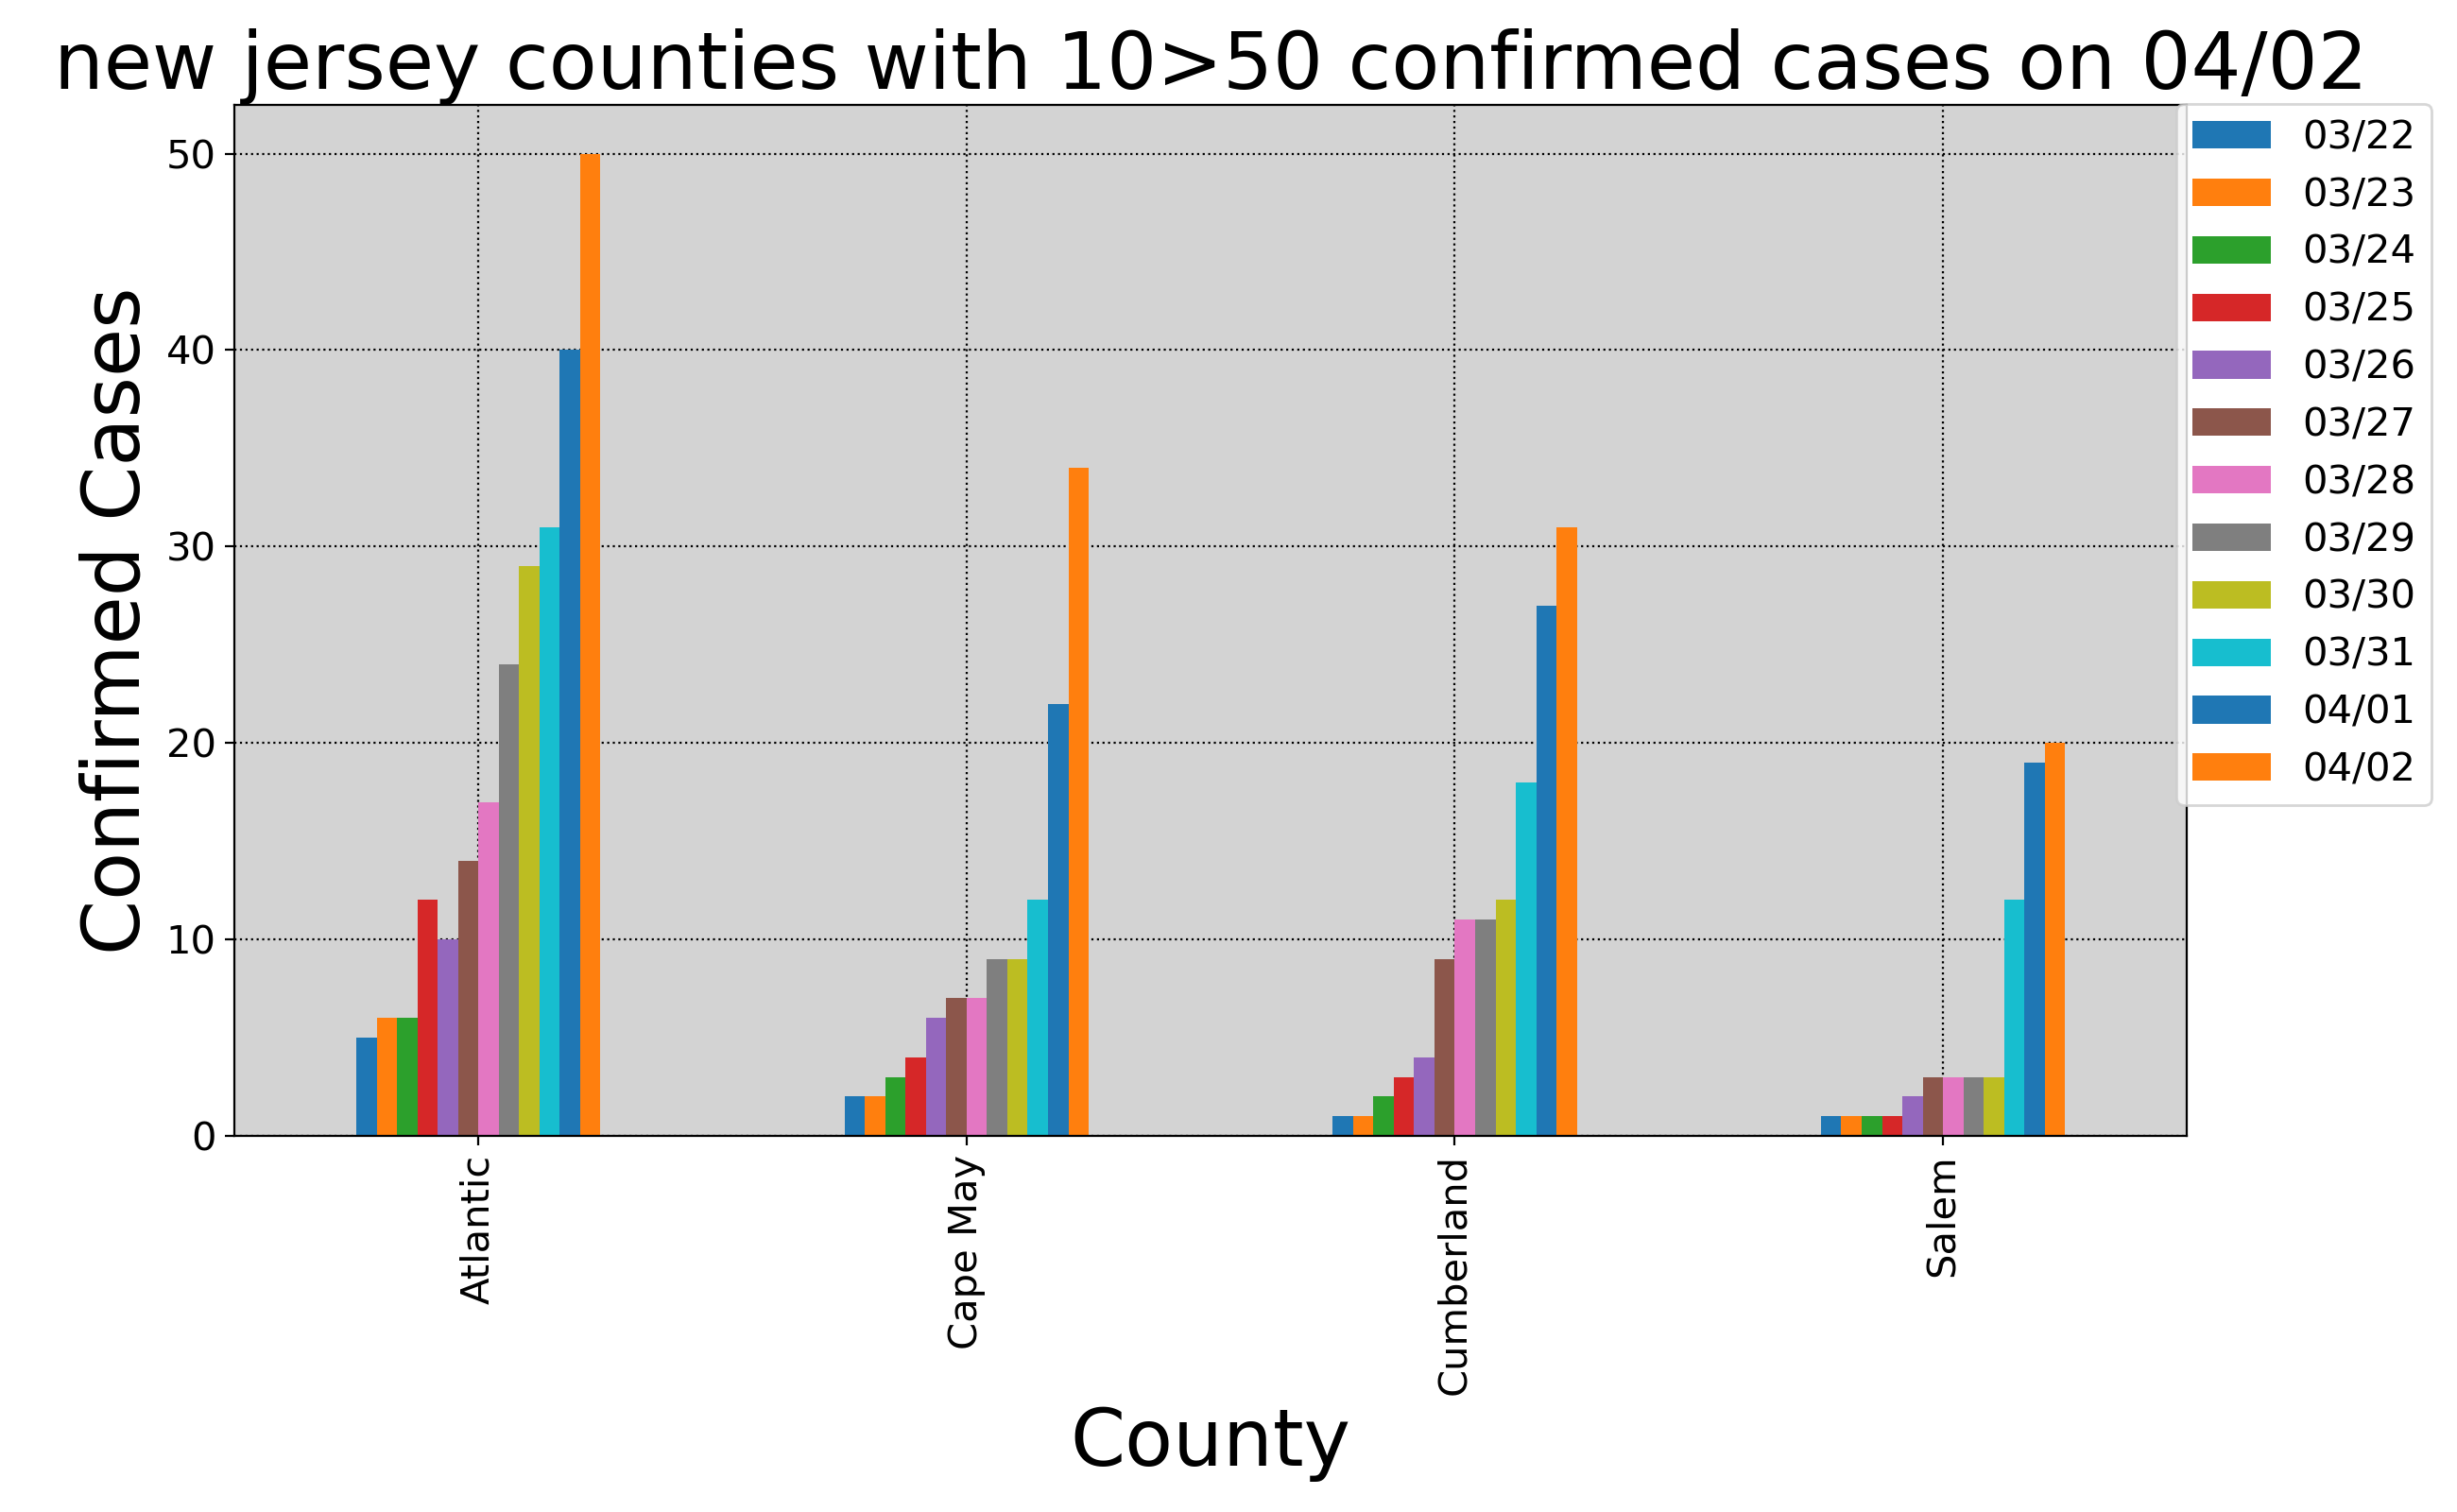 new jersey counties with 10>50 confirmed cases on 04/02
Confirmed Cases
50
40
30
20
10
0
03/22
03/23
03/24
03/25
03/26
03/27
03/28
03/29
03/30
03/31
04/01
04/02
Atlantic
Cape May
Cumberland
Salem
County